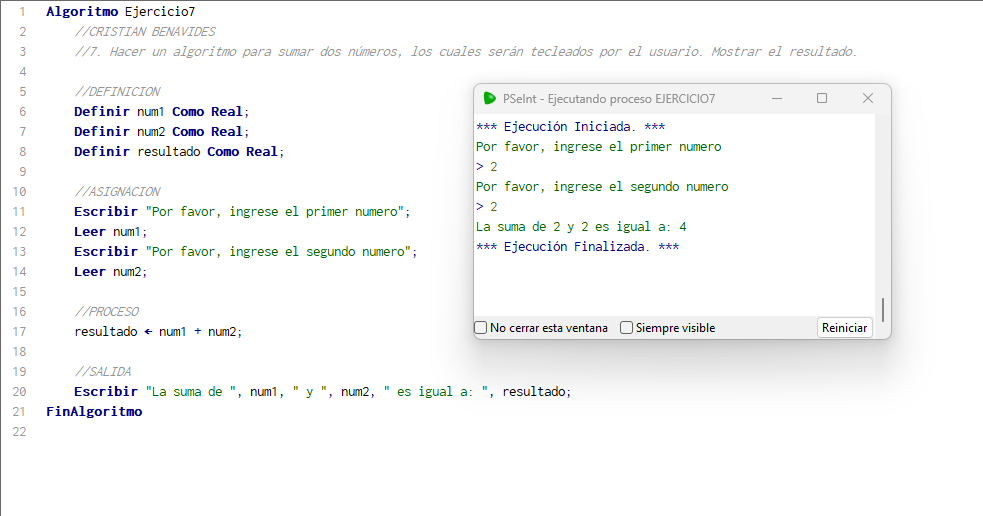 1 Algoritmo Ejercicio7
2 //CRISTIAN BENAVIDES
3 //7. Hacer un algoritmo para sumar dos números, los cuales serán tecleados por el usuario. Mostrar el resultado.
4
5 //DEFINICION
6 Definir num1 Como Real;
7 Definir num2 Como Real;
8 Definir resultado Como Real;
9
10 //ASIGNACION
11 Escribir "Por favor, ingrese el primer numero";
12 Leer num1;
13 Escribir "Por favor, ingrese el segundo numero";
14 Leer num2;
15
16 //PROCESO
17 resultado ← num1 + num2;
18
19 //SALIDA
20 Escribir "La suma de ", num1, " y ", num2, " es igual a: ", resultado;
21 FinAlgoritmo
22
PSeInt - Ejecutando proceso EJERCICIO7
*** Ejecución Iniciada. ***
Por favor, ingrese el primer numero
> 2
Por favor, ingrese el segundo numero
> 2
La suma de 2 y 2 es igual a: 4
*** Ejecución Finalizada. ***
No cerrar esta ventana Siempre visible Reiniciar